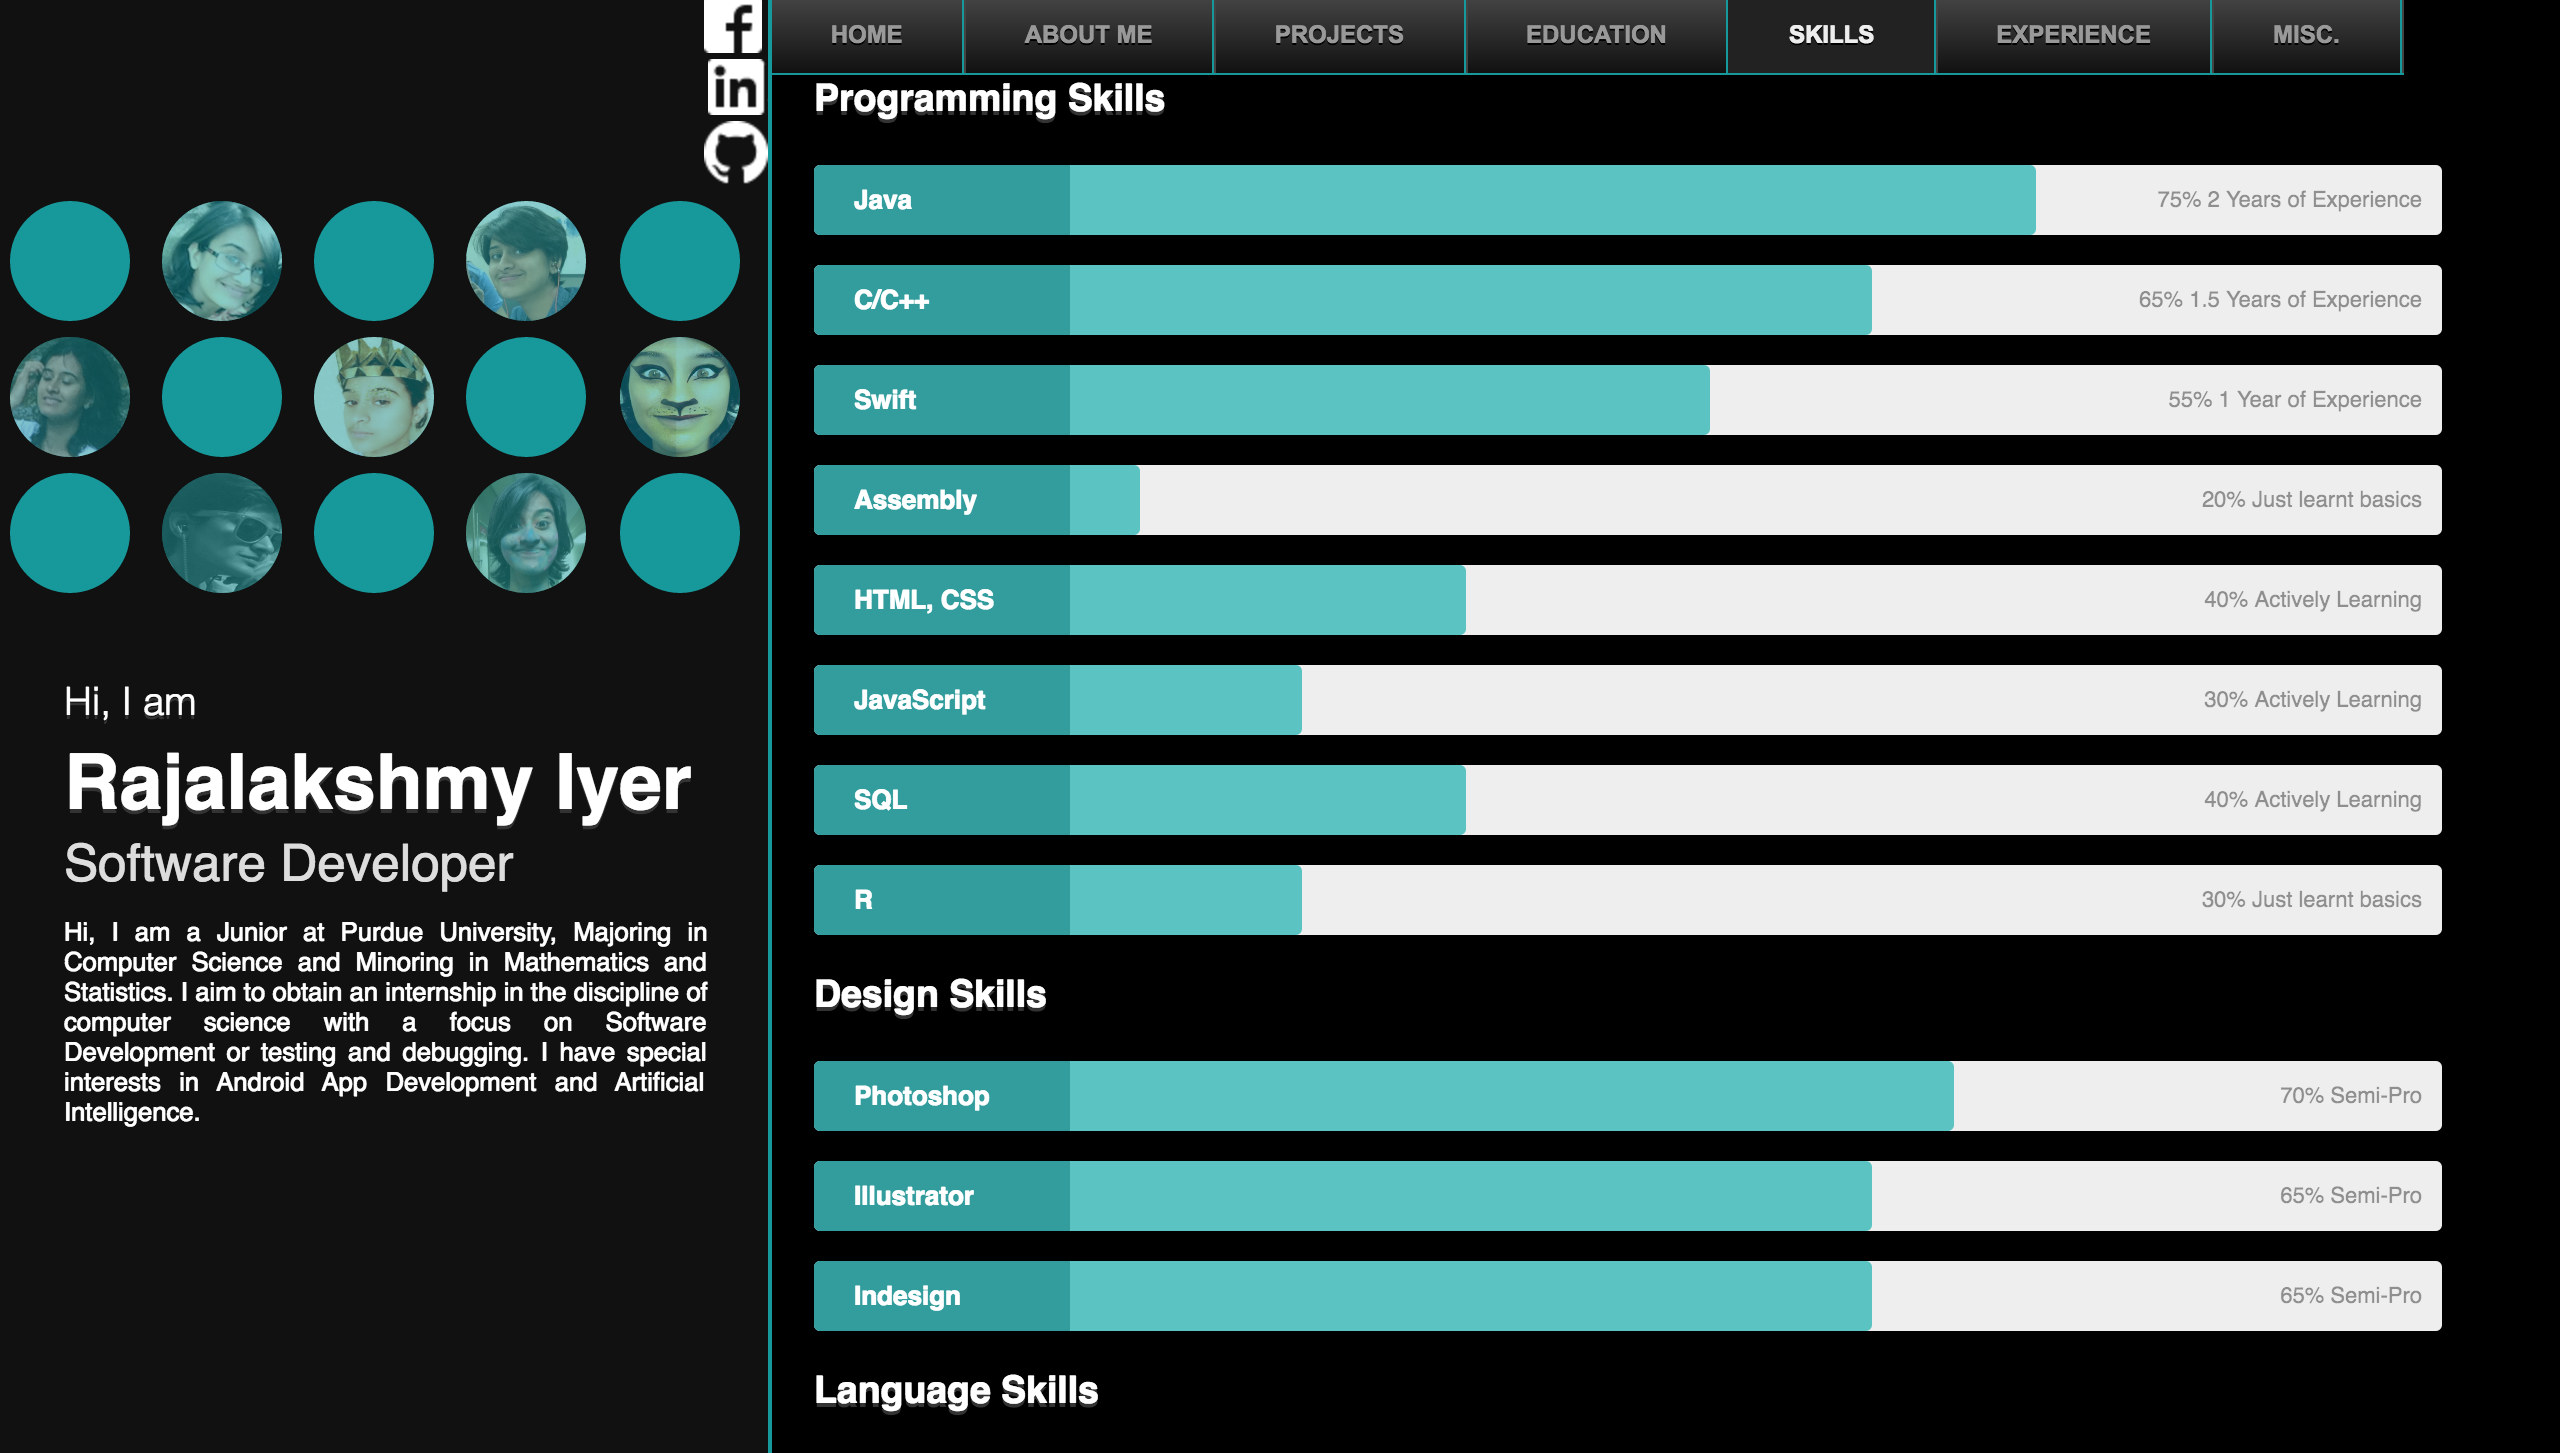 f
in
Hi, I am
Rajalakshmy Iyer
Software Developer
Hi, I am a Junior at Purdue University, Majoring in
Computer Science and Minoring in Mathematics and
Statistics. I aim to obtain an internship in the discipline of
computer science with a focus on Software
Development or testing and debugging. I have special
interests in Android App Development and Artificial
Intelligence.
HOME ABOUT ME PROJECTS EDUCATION SKILLS EXPERIENCE MISC.
Programming Skills
Java 75% 2 Years of Experience
C/C++ 65% 1.5 Years of Experience
Swift 55% 1 Year of Experience
Assembly 20% Just learnt basics
HTML, CSS 40% Actively Learning
JavaScript 30% Actively Learning
SQL 40% Actively Learning
R 30% Just learnt basics
Design Skills
Photoshop 70% Semi-Pro
Illustrator 65% Semi-Pro
Indesign 65% Semi-Pro
Language Skills